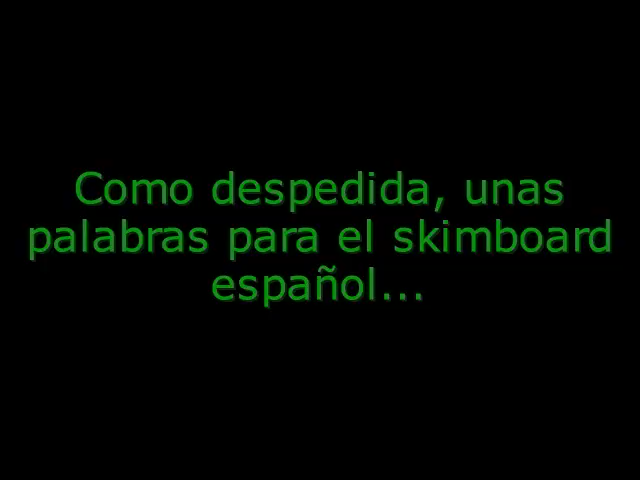 Como despedida, unas
palabras para el skimboard
español...